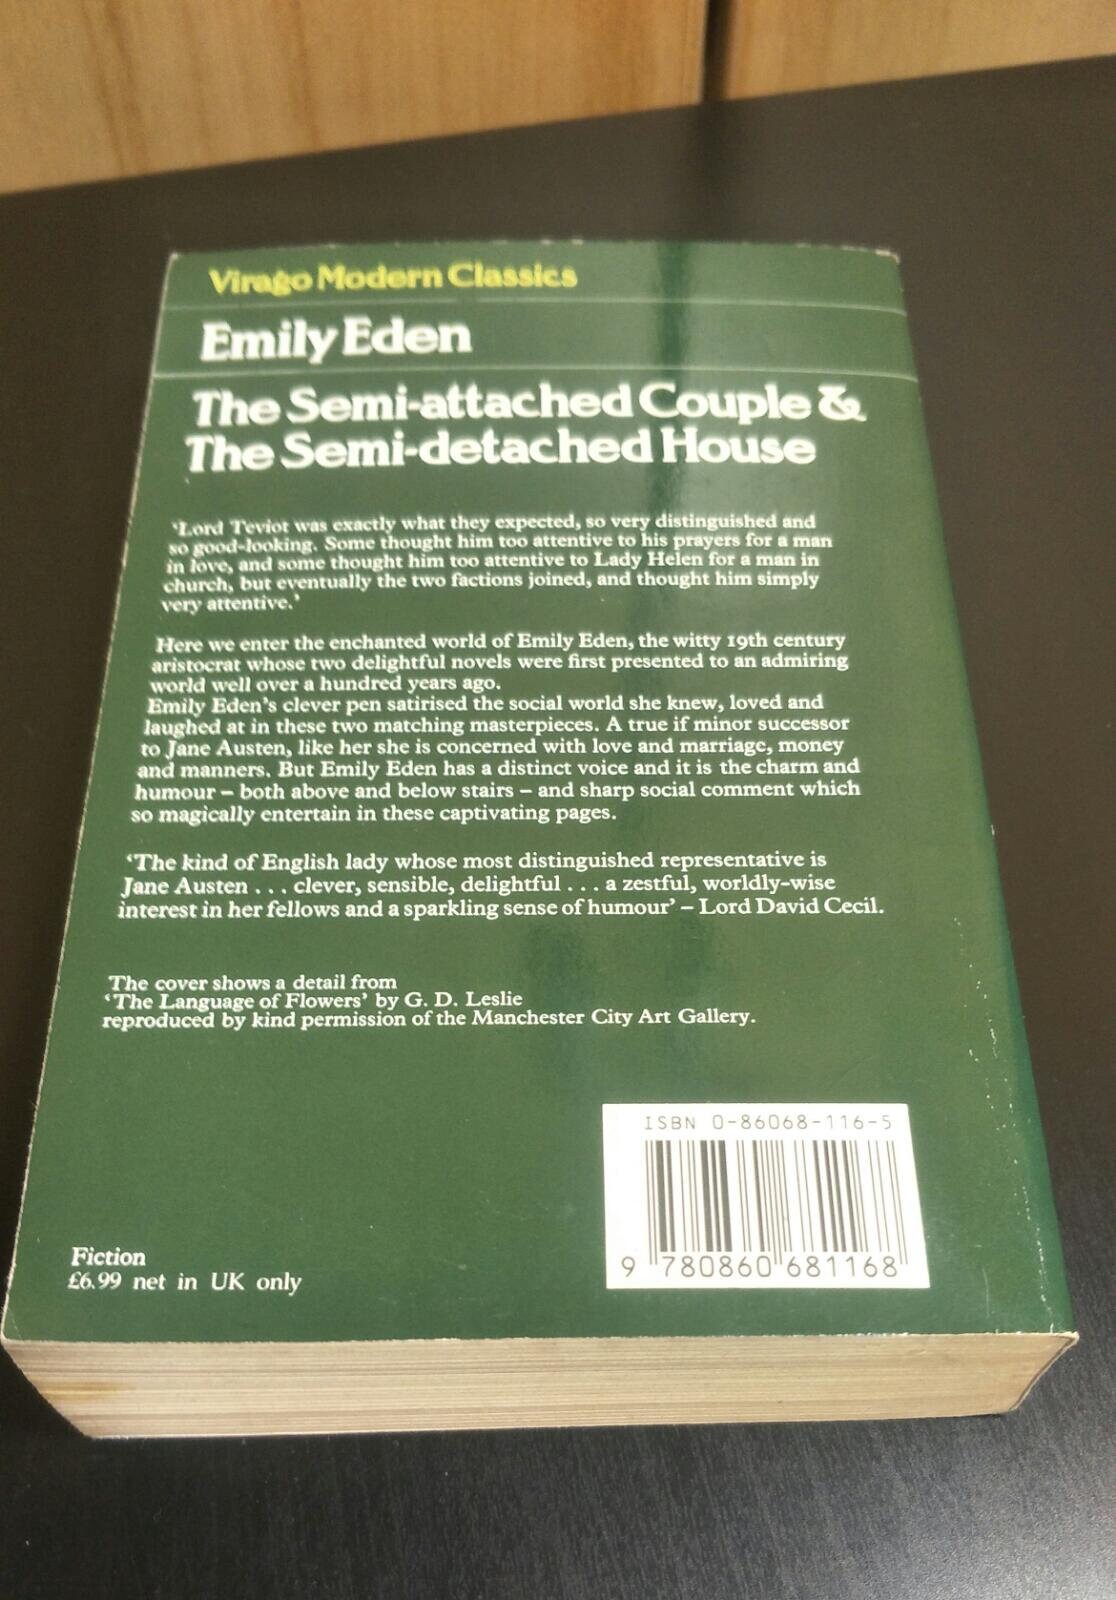 Virago Modern Classics
Emily Eden
The Semi-attached Couple &
The Semi-detached House
'Lord Teviot was exactly what they expected, so very distinguished and
so good-looking. Some thought him too attentive to his prayers for a man
in love, and some thought him too attentive to Lady Helen for a man in
church, but eventually the two factions joined, and thought him simply
very attentive.'
Here we enter the enchanted world of Emily Eden, the witty 19th century
aristocrat whose two delightful novels were first presented to an admiring
world well over a hundred years ago.
Emily Eden's clever pen satirised the social world she knew, loved and
laughed at in these two matching masterpieces. A true if minor successor
to Jane Austen, like her she is concerned with love and marriage, money
and manners. But Emily Eden has a distinct voice and it is the charm and
humour – both above and below stairs – and sharp social comment which
so magically entertain in these captivating pages.
'The kind of English lady whose most distinguished representative is
Jane Austen . . . clever, sensible, delightful . . . a zestful, worldly-wise
interest in her fellows and a sparkling sense of humour' – Lord David Cecil.
The cover shows a detail from
'The Language of Flowers' by G. D. Leslie
reproduced by kind permission of the Manchester City Art Gallery.
ISBN 0-86068-116-5
9 780860 681168
Fiction
£6.99 net in UK only